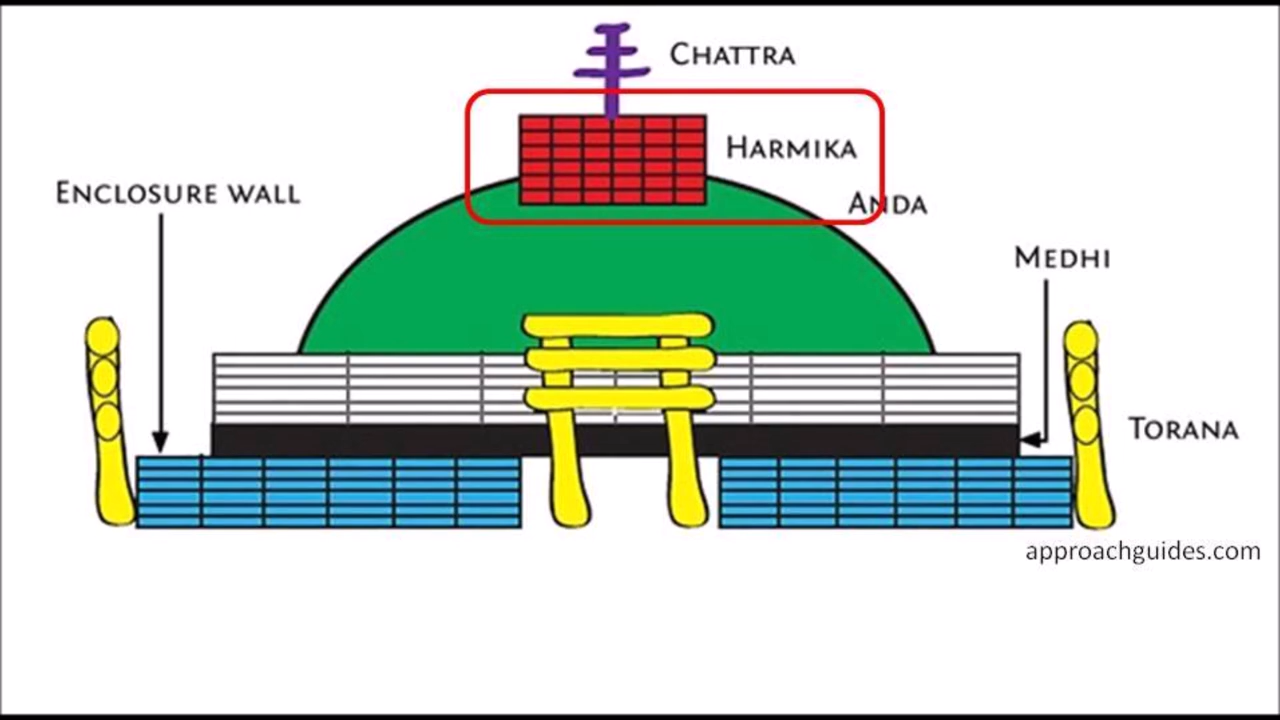 CHATTRA
HARMIKA
ENCLOSURE WALL
ANDA
MEDHI
TORANA
approachguides.com